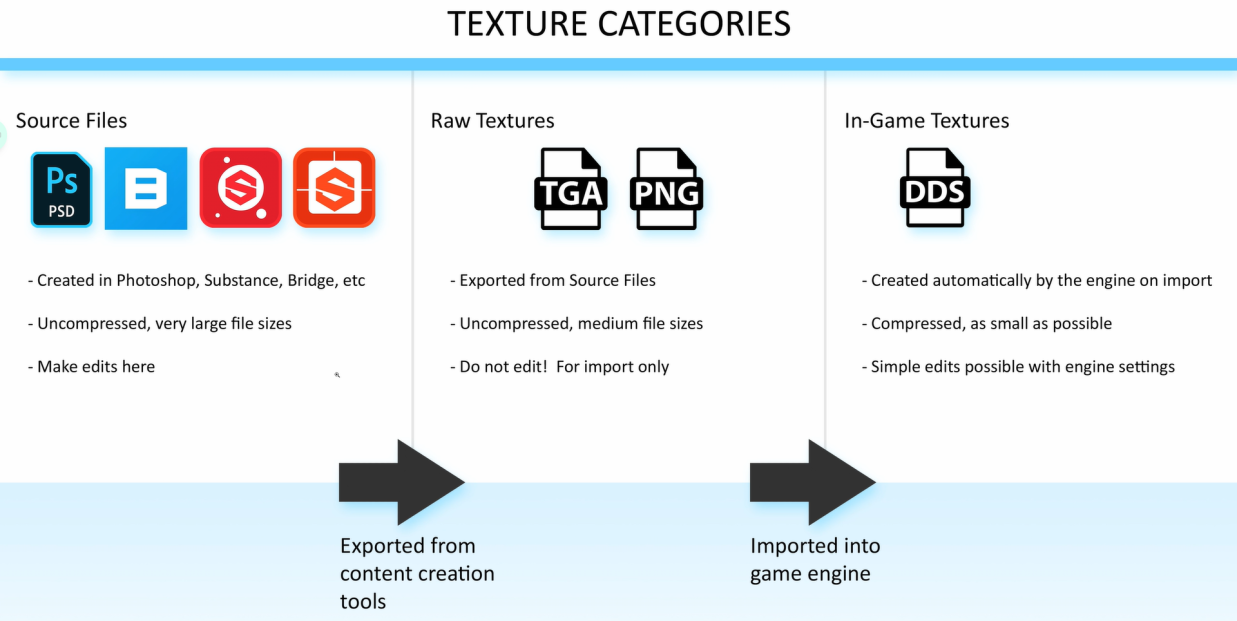 TEXTURE CATEGORIES
Source Files
Ps
PSD
- Created in Photoshop, Substance, Bridge, etc
- Uncompressed, very large file sizes
- Make edits here
Raw Textures
TGA
PNG
- Exported from Source Files
- Uncompressed, medium file sizes
- Do not edit!  For import only
In-Game Textures
DDS
- Created automatically by the engine on import
- Compressed, as small as possible
- Simple edits possible with engine settings
Exported from
content creation
tools
Imported into
game engine